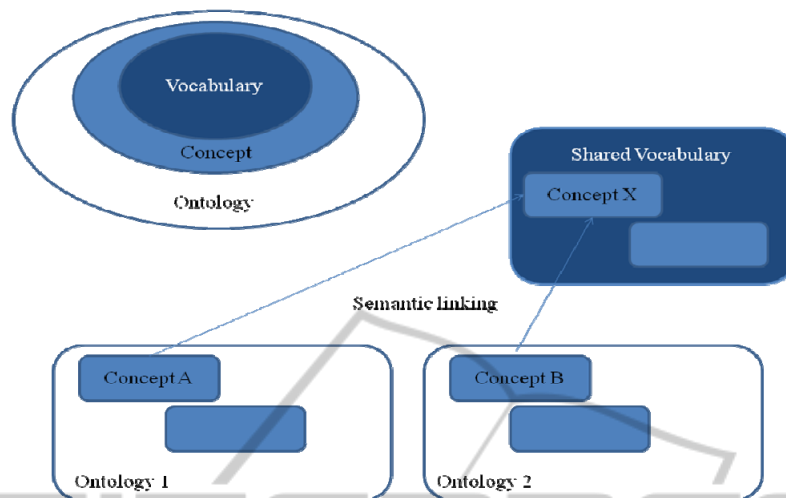 Vocabulary
Concept
Ontology
Shared Vocabulary
Concept X
Semantic linking
Concept A
Concept B
Ontology 1
Ontology 2